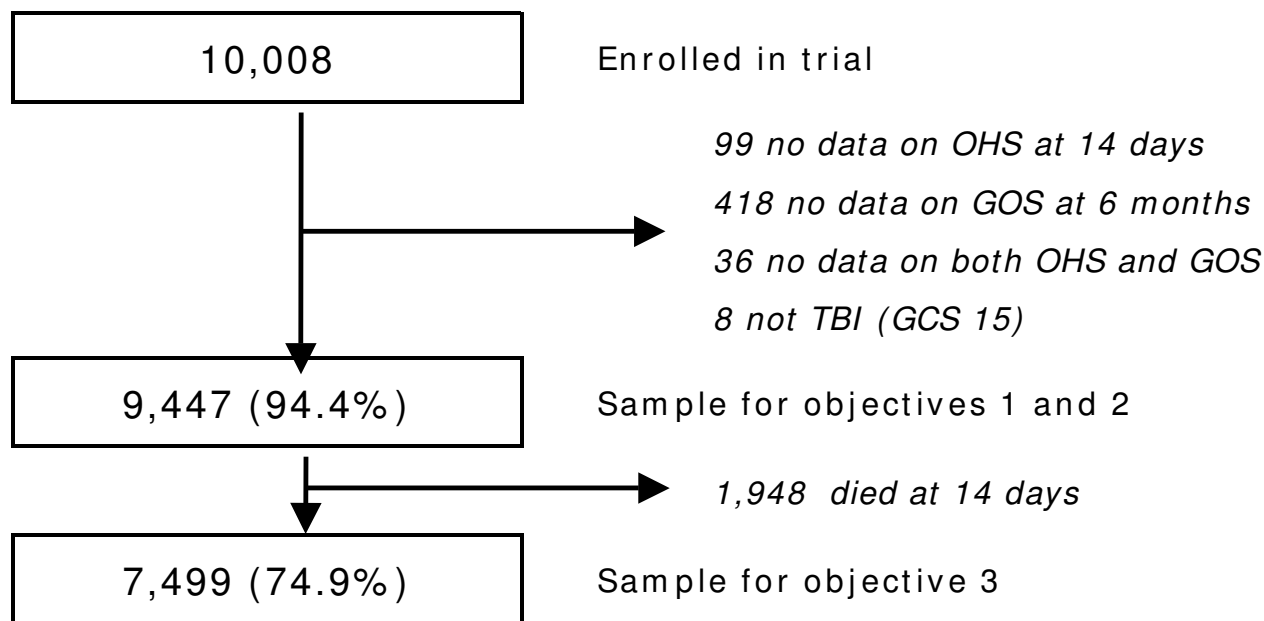 10,008
Enrolled in trial
99 no data on OHS at 14 days
418 no data on GOS at 6 months
36 no data on both OHS and GOS
8 not TBI (GCS 15)
9,447 (94.4%)
Sample for objectives 1 and 2
1,948 died at 14 days
7,499 (74.9%)
Sample for objective 3